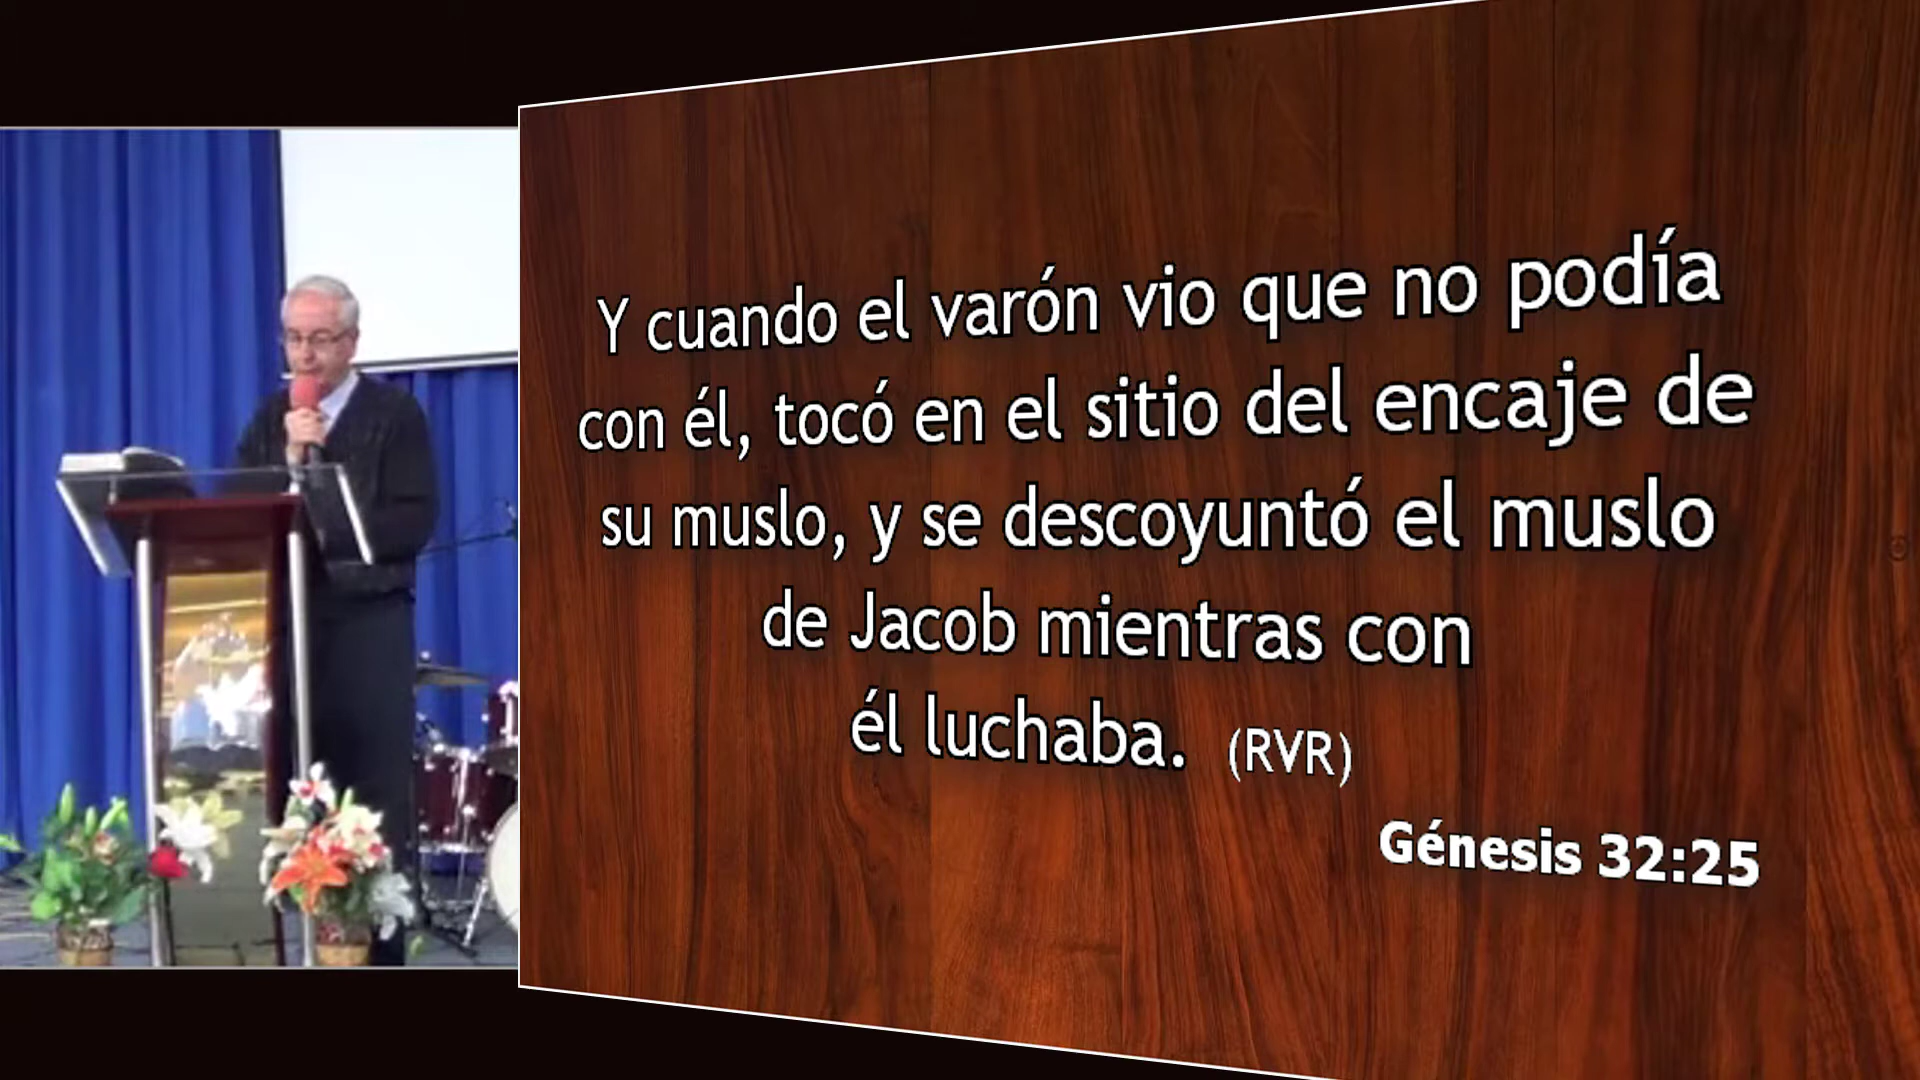 Y cuando el varón vio que no podía
con él, tocó en el sitio del encaje de
su muslo, y se descoyuntó el muslo
de Jacob mientras con
él luchaba. (RVR)
Génesis 32:25